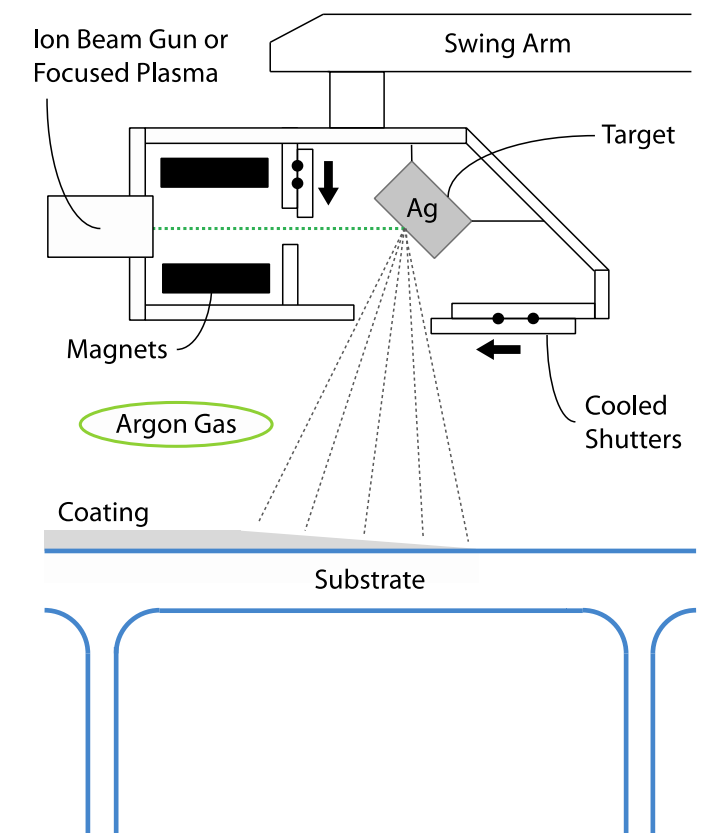 Ion Beam Gun or
Focused Plasma
Swing Arm
Target
Ag
Magnets
Cooled
Shutters
Argon Gas
Coating
Substrate